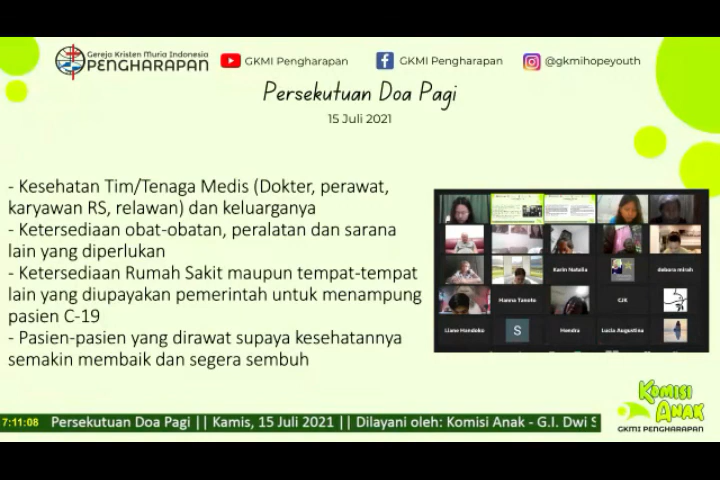 Gereja Kristen Muria Indonesia
PENGHARAPAN
GKMI Pengharapan
GKMI Pengharapan
@gkmihopeyouth
Persekutuan Doa Pagi
15 Juli 2021
- Kesehatan Tim/Tenaga Medis (Dokter, perawat,
karyawan RS, relawan) dan keluarganya
- Ketersediaan obat-obatan, peralatan dan sarana
lain yang diperlukan
- Ketersediaan Rumah Sakit maupun tempat-tempat
lain yang diupayakan pemerintah untuk menampung
pasien C-19
- Pasien-pasien yang dirawat supaya kesehatannya
semakin membaik dan segera sembuh
Karin Natalia
debora mirah
Hanna Tanoto
CJR
Liane Handoko
S
Hendra
Lucia Augustina
KOMISI
ANAK
GKMI PENGHARAPAN
7:11:08 Persekutuan Doa Pagi || Kamis, 15 Juli 2021 || Dilayani oleh: Komisi Anak - G.I. Dwi S